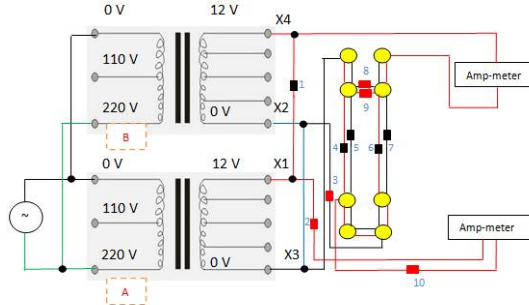 0 V 12 V X4
110 V
220 V 0 V X2
B
0 V 12 V X1
110 V
220 V 0 V X3
A
~
1
2
3
4 5 6 7
8
9
10
Amp-meter
Amp-meter